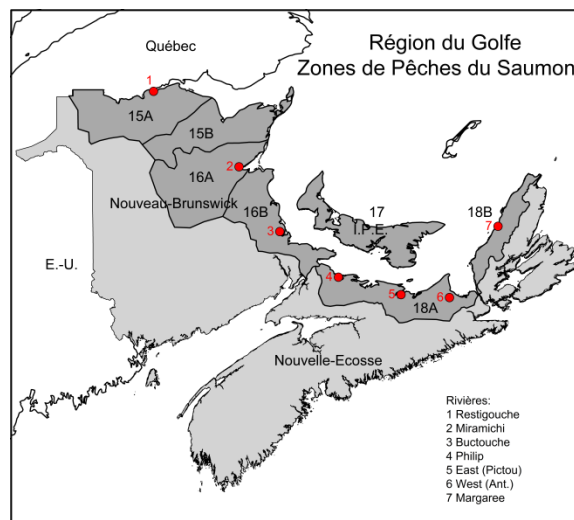 Région du Golfe
Zones de Pêches du Saumon
Québec
1
15A
15B
2
16A
Nouveau-Brunswick
16B
17
I.P.E.
18B
7
3
E.-U.
4
5
6
18A
Nouvelle-Ecosse
Rivières:
1 Restigouche
2 Miramichi
3 Buctouche
4 Philip
5 East (Pictou)
6 West (Ant.)
7 Margaree